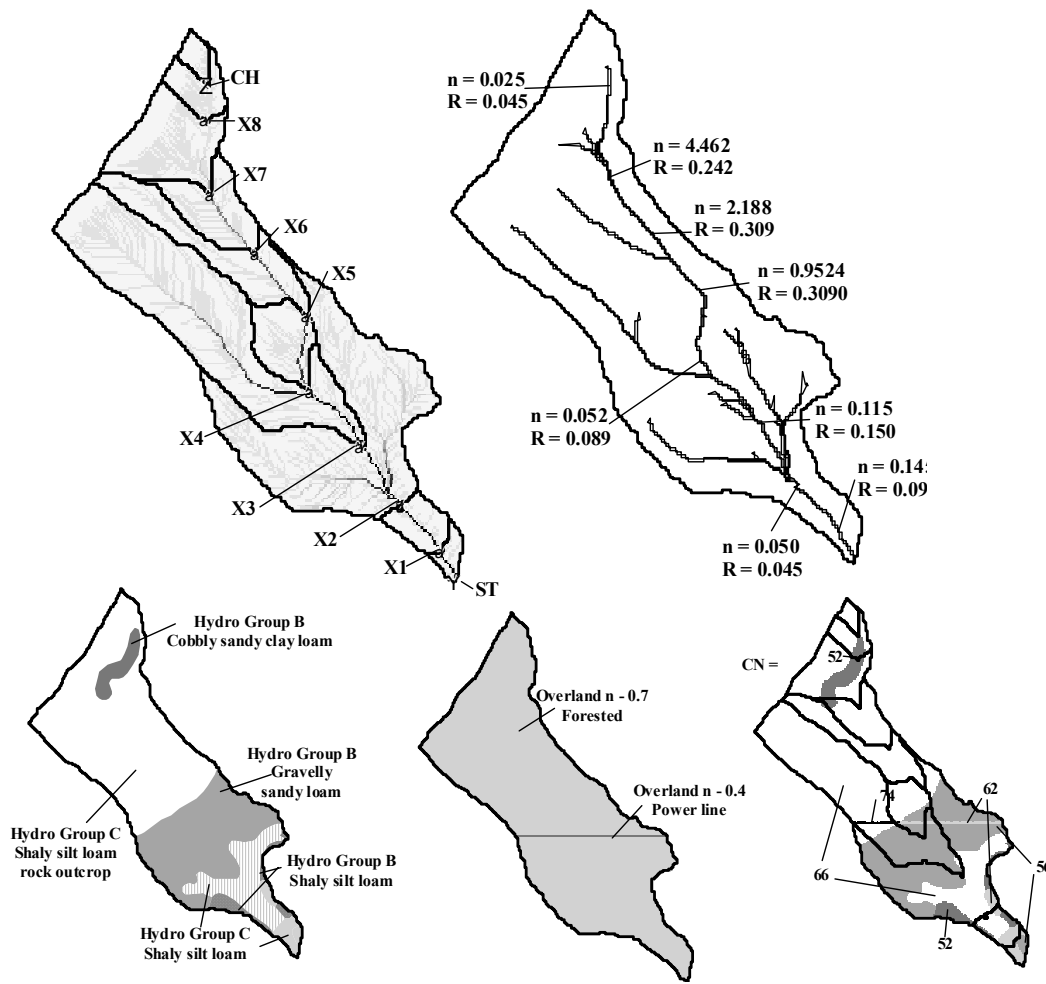 CH
X8
X7
X6
X5
X4
X3
X2
X1
ST
n = 0.025
R = 0.045
n = 4.462
R = 0.242
n = 2.188
R = 0.309
n = 0.9524
R = 0.3090
n = 0.052
R = 0.089
n = 0.115
R = 0.150
n = 0.14
R = 0.09
n = 0.050
R = 0.045
Hydro Group B
Cobbly sandy clay loam
Hydro Group B
Gravelly
sandy loam
Hydro Group C
Shaly silt loam
rock outcrop
Hydro Group B
Shaly silt loam
Hydro Group C
Shaly silt loam
Overland n - 0.7
Forested
Overland n - 0.4
Power line
CN =
52
74
62
66
52